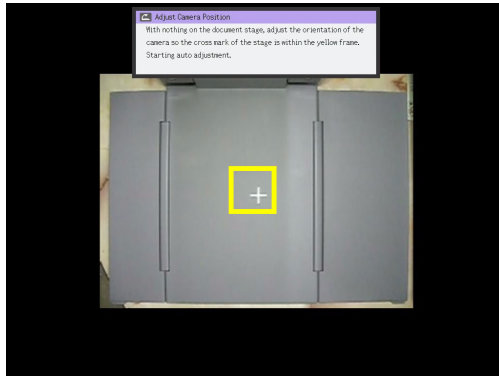 Adjust Camera Position
With nothing on the document stage, adjust the orientation of the
camera so the cross mark of the stage is within the yellow frame.
Starting auto adjustment.